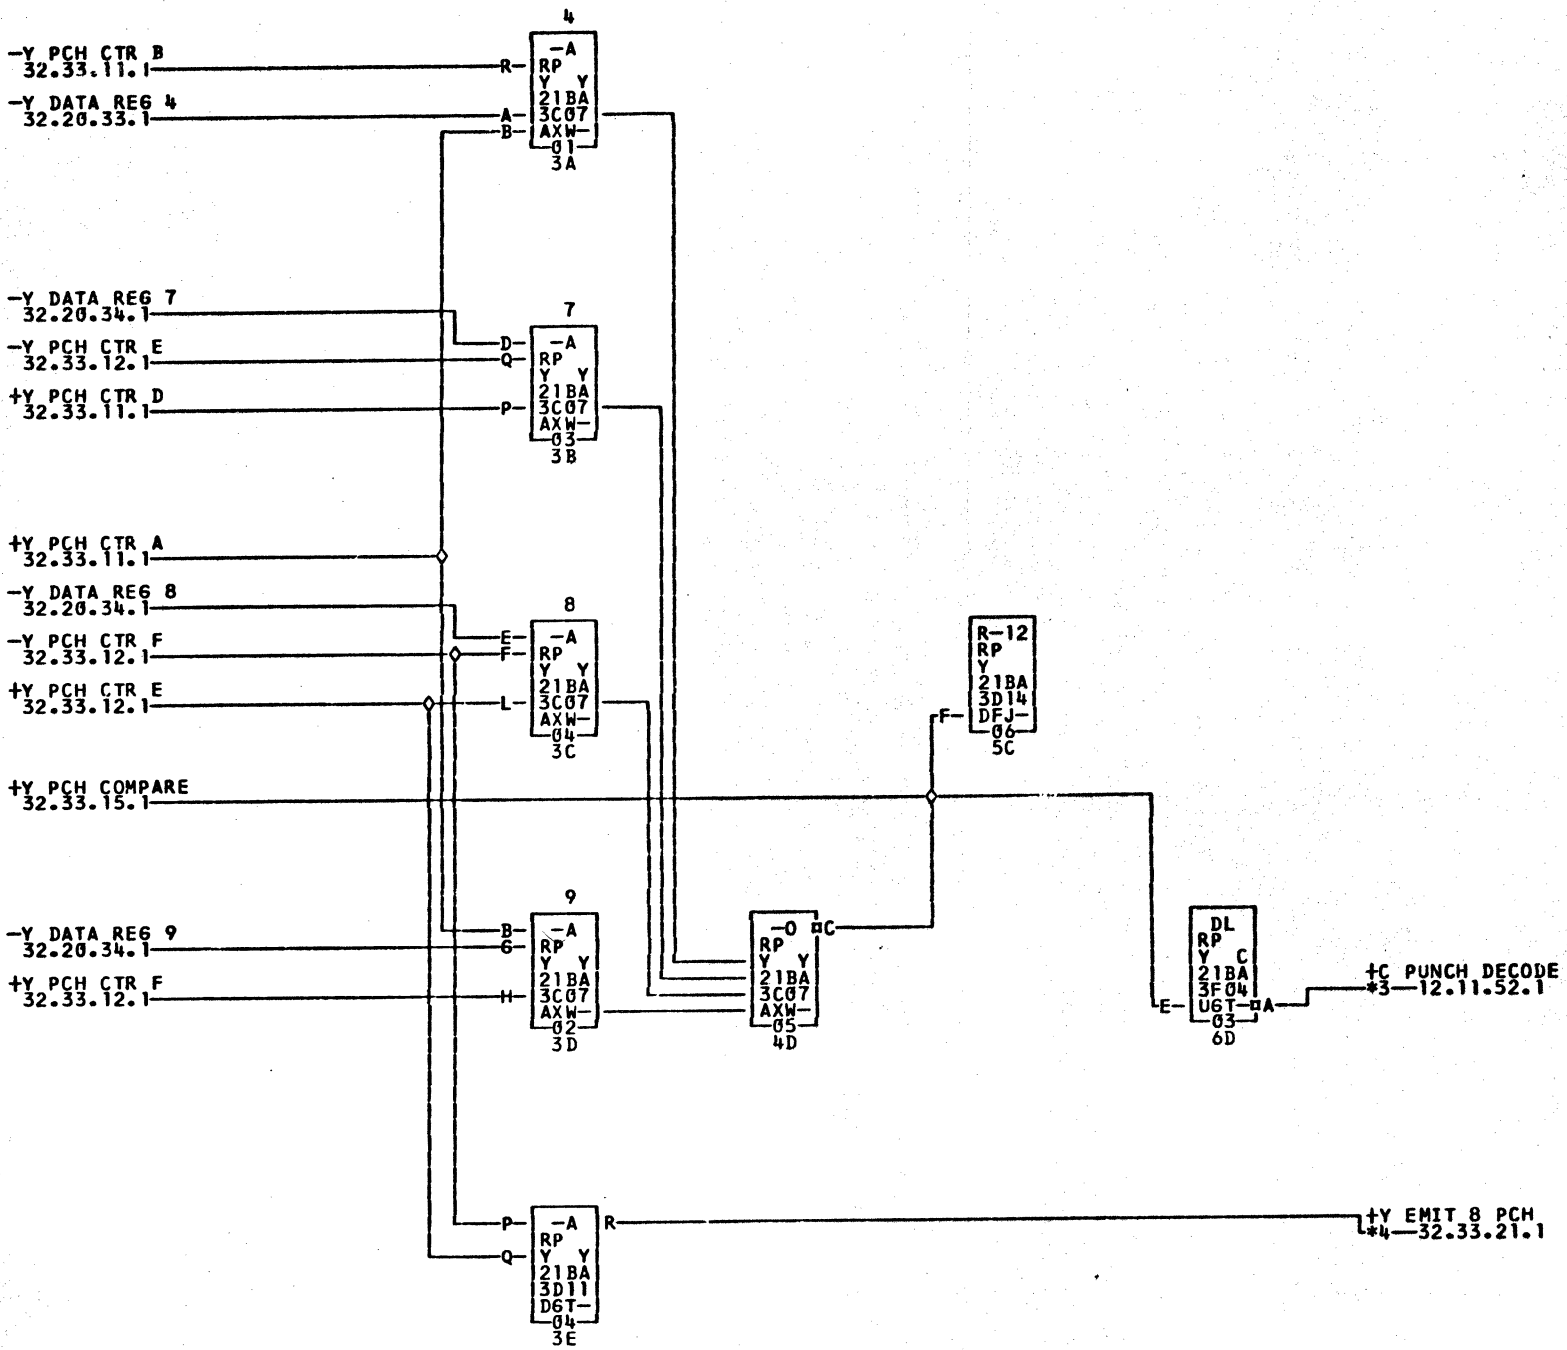 4
-Y PCH CTR B
32.33.11.1
R
-A
RP
Y Y
21BA
3C07
AXW-
01
3A
-Y DATA REG 4
32.20.33.1
A
B
-Y DATA REG 7
32.20.34.1
7
D
-A
RP
Y Y
21BA
3C07
AXW-
03
3B
-Y PCH CTR E
32.33.12.1
Q
+Y PCH CTR D
32.33.11.1
P
+Y PCH CTR A
32.33.11.1
-Y DATA REG 8
32.20.34.1
8
E
-A
RP
Y Y
21BA
3C07
AXW-
04
3C
-Y PCH CTR F
32.33.12.1
F
+Y PCH CTR E
32.33.12.1
L
R-12
RP
Y
21BA
3D14
DFJ-
06
5C
F
+Y PCH COMPARE
32.33.15.1
9
B
-A
RP
Y Y
21BA
3C07
AXW-
02
3D
-Y DATA REG 9
32.20.34.1
G
+Y PCH CTR F
32.33.12.1
H
-O C
RP
Y Y
21BA
3C07
AXW-
05
4D
DL
RP
Y C
21BA
3F04
UGT- A
03
6D
E
+C PUNCH DECODE
*3-12.11.52.1
P
Q
-A R
RP
Y Y
21BA
3D11
DGT-
04
3E
+Y EMIT 8 PCH
*4-32.33.21.1